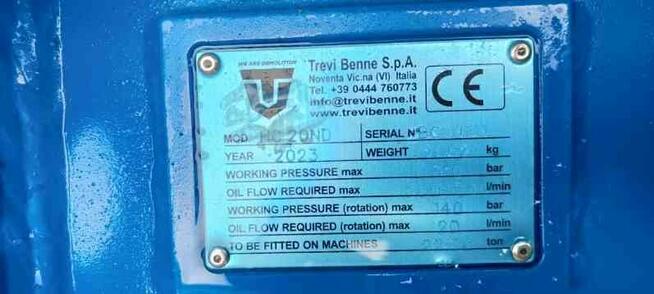 WE ARE DEMOLITION
Trevi Benne S.p.A.
Noventa Vic.na (VI) Italia
Tel. +39 0444 760773
info@trevibenne.it
www.trevibenne.it
CE
MOD. HC 20ND SERIAL N°
YEAR 2023 WEIGHT kg
WORKING PRESSURE max bar
OIL FLOW REQUIRED max l/min
WORKING PRESSURE (rotation) max 140 bar
OIL FLOW REQUIRED (rotation) max 20 l/min
TO BE FITTED ON MACHINES ton